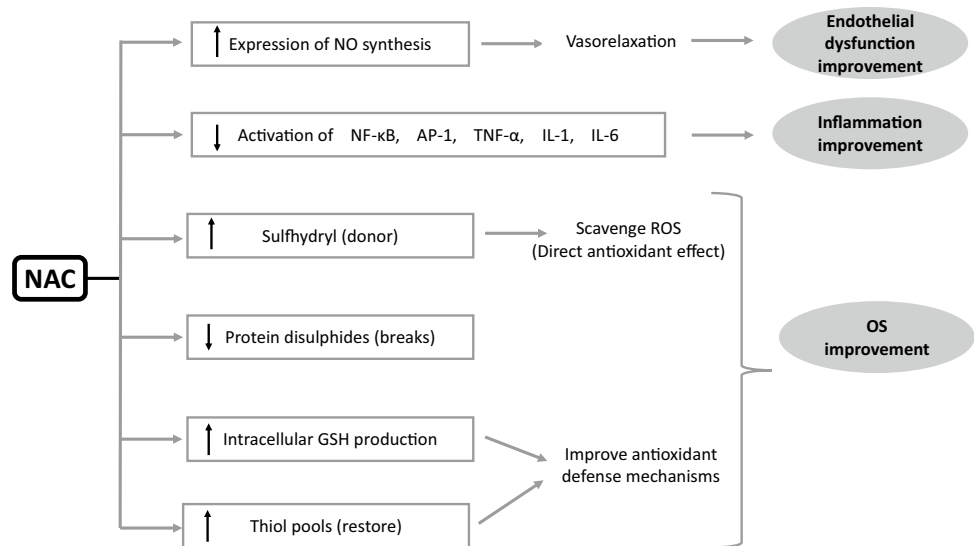 Expression of NO synthesis
Vasorelaxation
Endothelial
dysfunction
improvement
Activation of NF-κB, AP-1, TNF-α, IL-1, IL-6
Inflammation
improvement
Sulfhydryl (donor)
Scavenge ROS
(Direct antioxidant effect)
NAC
Protein disulphides (breaks)
OS
improvement
Intracellular GSH production
Improve antioxidant
defense mechanisms
Thiol pools (restore)